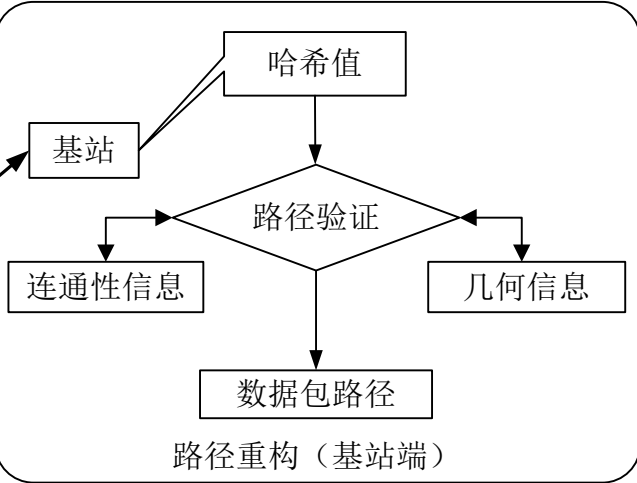 哈希值
基站
路径验证
连通性信息
几何信息
数据包路径
路径重构（基站端）